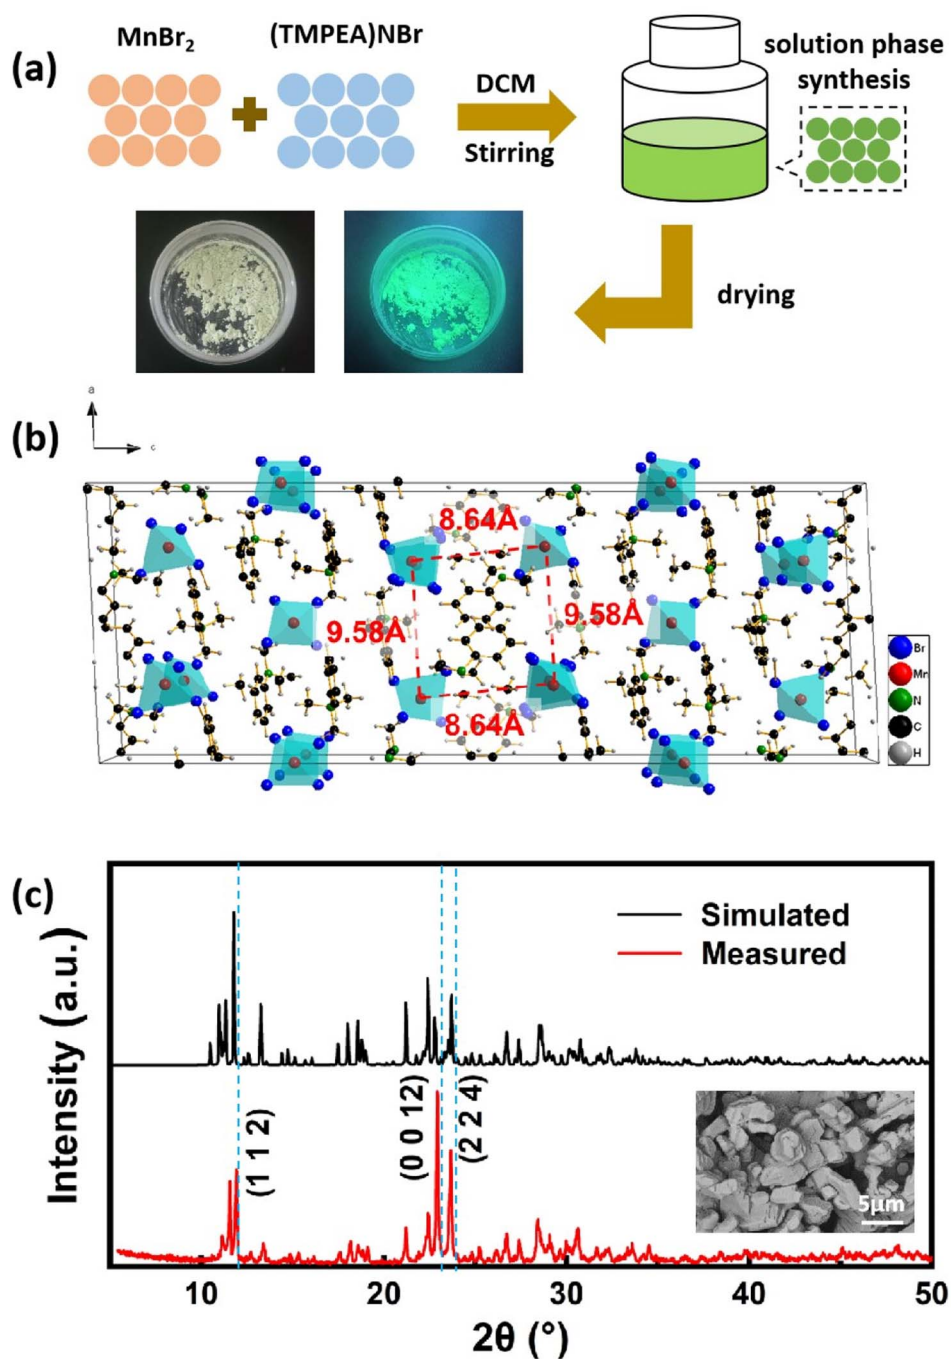 (a)
MnBr₂
(TMPEA)NBr
DCM
Stirring
solution phase
synthesis
drying
(b)
a
c
8.64Å
9.58Å
9.58Å
8.64Å
Br
Mn
N
C
H
(c)
Intensity (a.u.)
Simulated
Measured
(1 1 2)
(0 0 12)
(2 2 4)
5μm
10
20
30
40
50
2θ (°)